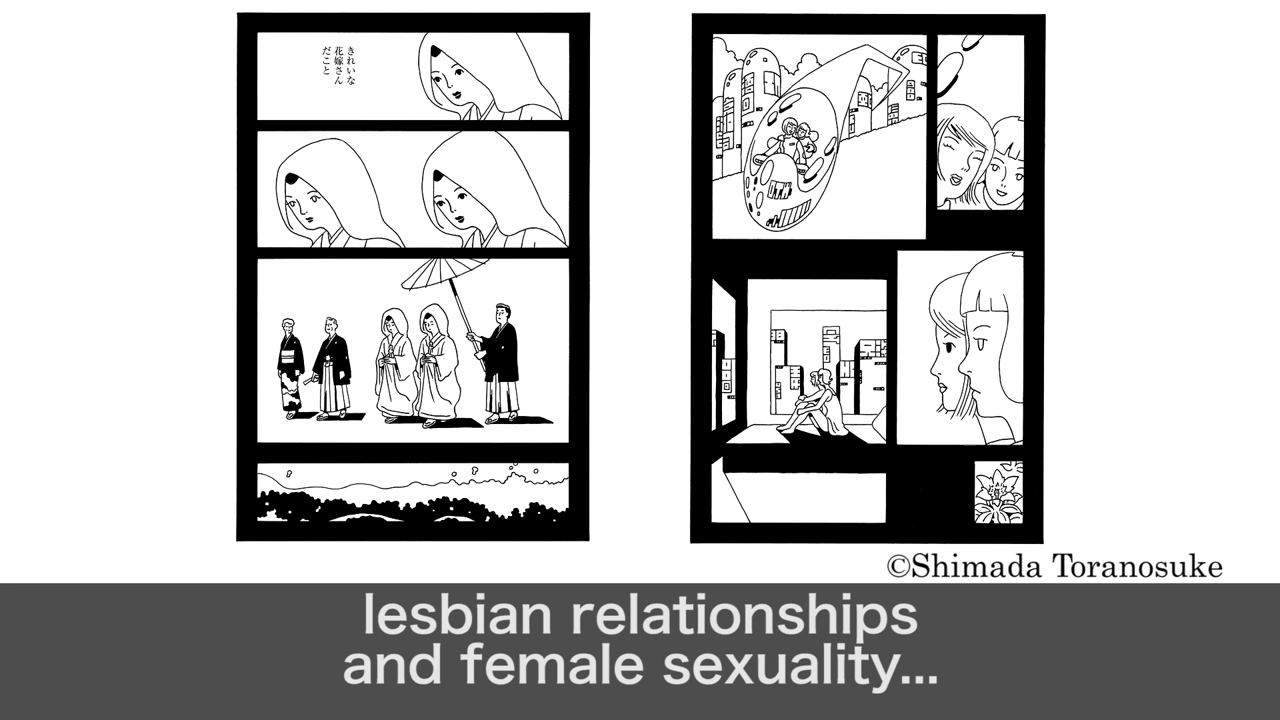 きれいな
花嫁さん
だこと
©Shimada Toranosuke
lesbian relationships
and female sexuality...